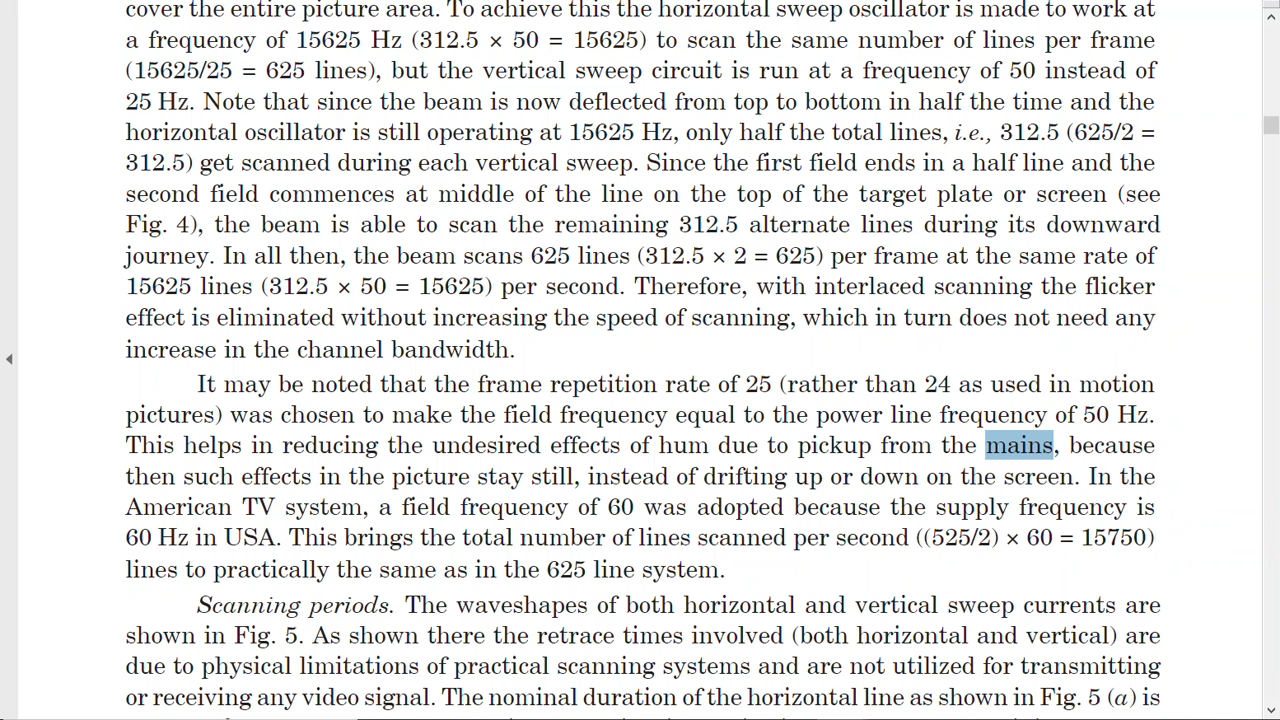 cover the entire picture area. To achieve this the horizontal sweep oscillator is made to work at
a frequency of 15625 Hz (312.5 × 50 = 15625) to scan the same number of lines per frame
(15625/25 = 625 lines), but the vertical sweep circuit is run at a frequency of 50 instead of
25 Hz. Note that since the beam is now deflected from top to bottom in half the time and the
horizontal oscillator is still operating at 15625 Hz, only half the total lines, i.e., 312.5 (625/2 =
312.5) get scanned during each vertical sweep. Since the first field ends in a half line and the
second field commences at middle of the line on the top of the target plate or screen (see
Fig. 4), the beam is able to scan the remaining 312.5 alternate lines during its downward
journey. In all then, the beam scans 625 lines (312.5 × 2 = 625) per frame at the same rate of
15625 lines (312.5 × 50 = 15625) per second. Therefore, with interlaced scanning the flicker
effect is eliminated without increasing the speed of scanning, which in turn does not need any
increase in the channel bandwidth.
It may be noted that the frame repetition rate of 25 (rather than 24 as used in motion
pictures) was chosen to make the field frequency equal to the power line frequency of 50 Hz.
This helps in reducing the undesired effects of hum due to pickup from the mains, because
then such effects in the picture stay still, instead of drifting up or down on the screen. In the
American TV system, a field frequency of 60 was adopted because the supply frequency is
60 Hz in USA. This brings the total number of lines scanned per second ((525/2) × 60 = 15750)
lines to practically the same as in the 625 line system.
Scanning periods. The waveshapes of both horizontal and vertical sweep currents are
shown in Fig. 5. As shown there the retrace times involved (both horizontal and vertical) are
due to physical limitations of practical scanning systems and are not utilized for transmitting
or receiving any video signal. The nominal duration of the horizontal line as shown in Fig. 5 (a) is